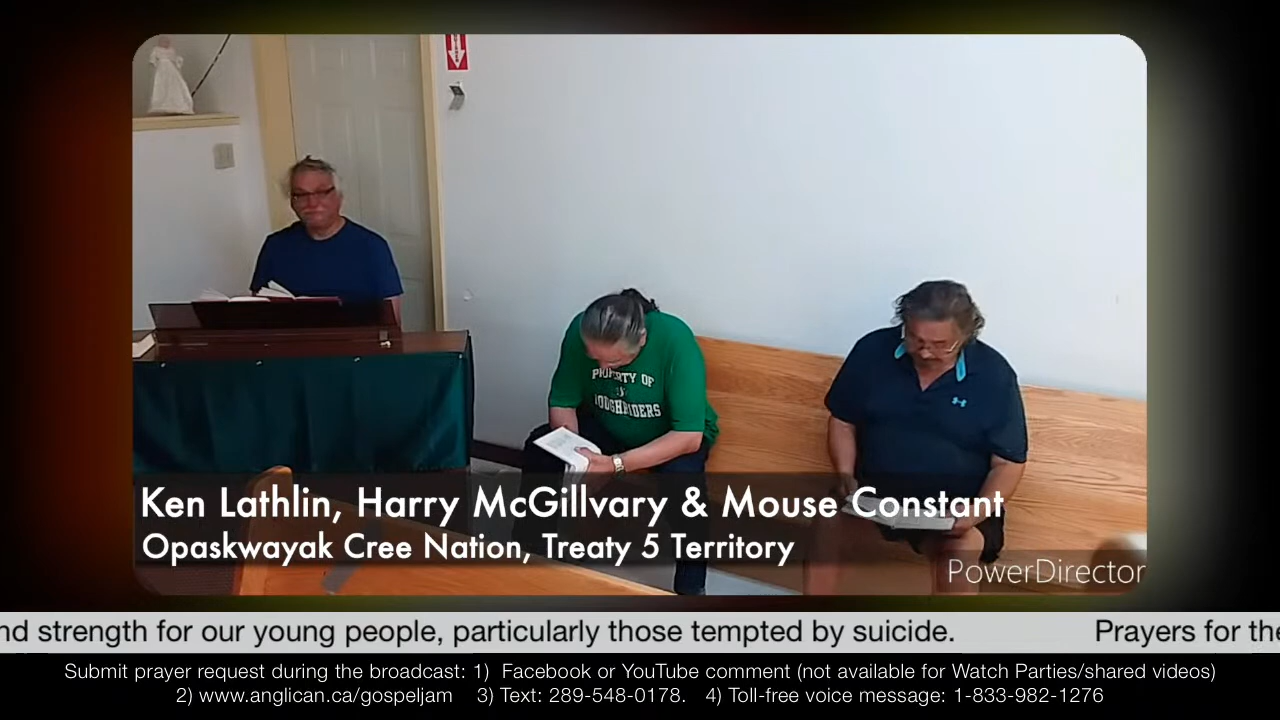 PROPERTY OF
ROUGHRIDERS
Ken Lathlin, Harry McGillvary & Mouse Constant
Opaskwayak Cree Nation, Treaty 5 Territory
PowerDirector
nd strength for our young people, particularly those tempted by suicide. Prayers for the
Submit prayer request during the broadcast: 1) Facebook or YouTube comment (not available for Watch Parties/shared videos)
2) www.anglican.ca/gospeljam 3) Text: 289-548-0178. 4) Toll-free voice message: 1-833-982-1276